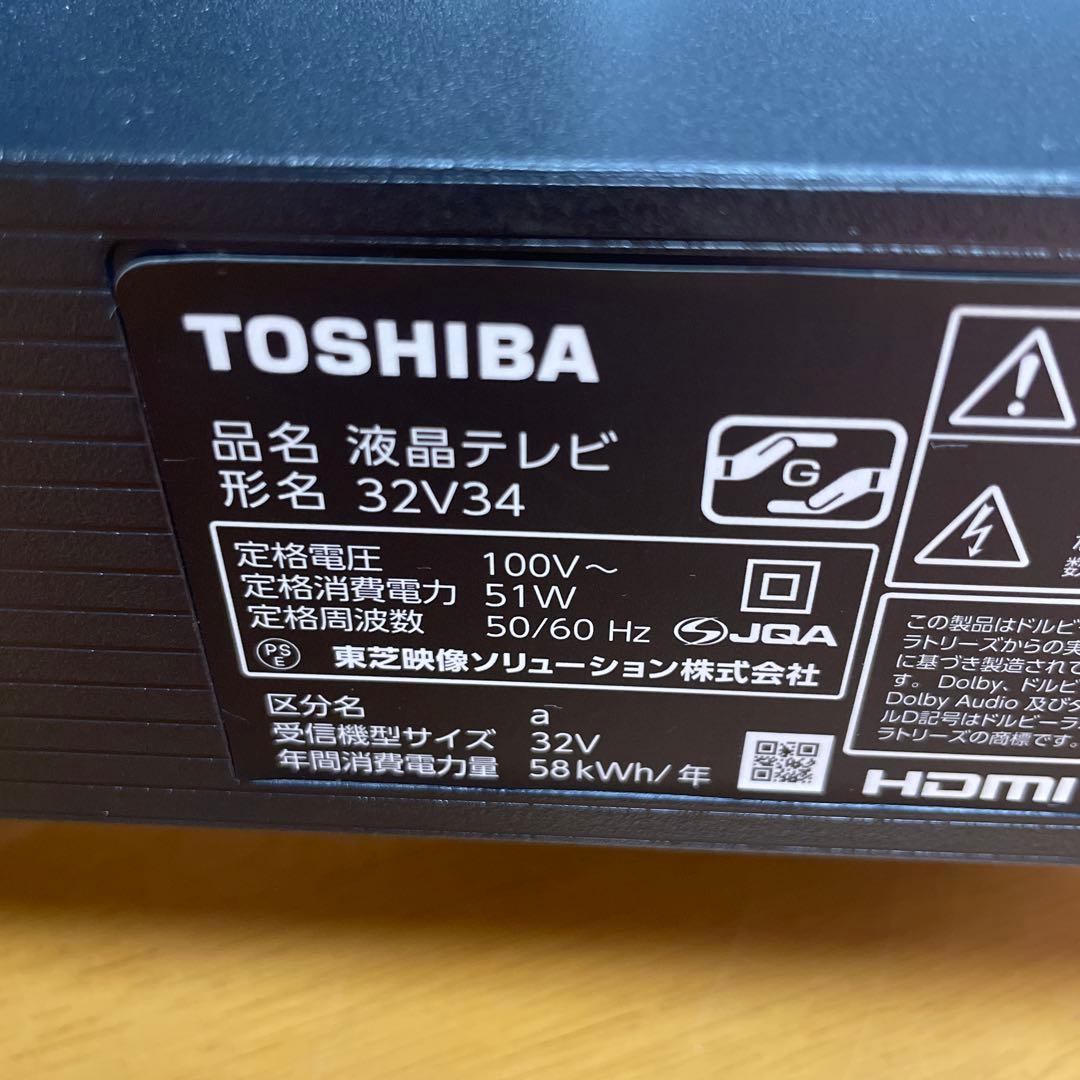 TOSHIBA
品名 液晶テレビ
形名 32V34
G
定格電圧 100V～
定格消費電力 51W
定格周波数 50/60 Hz
JQA
PS
E
東芝映像ソリューション株式会社
区分名 a
受信機型サイズ 32V
年間消費電力量 58kWh/年
この製品はドルビ
ラトリーズからの実
に基づき製造されて
す。 Dolby、ドルビ
Dolby Audio 及び
ルD記号はドルビーラ
ラトリーズの商標です。
HDMI